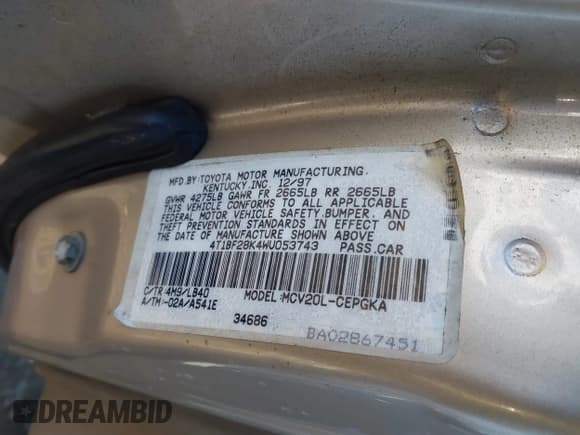 MFD.BY:TOYOTA MOTOR MANUFACTURING.
KENTUCKY,INC 12/97
GVWR 4275LB GAWR FR 2665LB RR 2665LB
THIS VEHICLE CONFORMS TO ALL APPLICABLE
FEDERAL MOTOR VEHICLE SAFETY,BUMPER, AND
THEFT PREVENTION STANDARDS IN EFFECT ON
THE DATE OF MANUFACTURE SHOWN ABOVE
4T1BF28K4WU053743 PASS.CAR
C/TR:4M9/LB40 MODEL:MCV20L-CEPGKA
A/TM:-02A/A541E
34686
BA02867451
DREAMBID